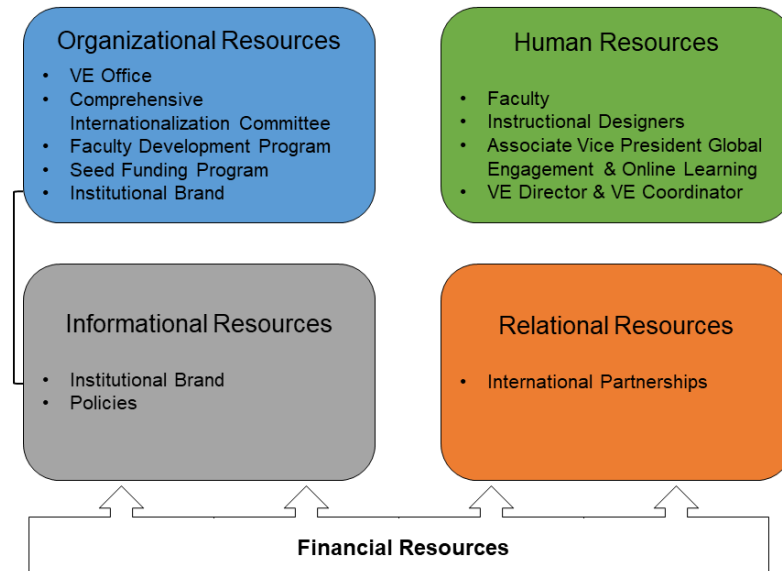 Organizational Resources
• VE Office
• Comprehensive
Internationalization Committee
• Faculty Development Program
• Seed Funding Program
• Institutional Brand
Human Resources
• Faculty
• Instructional Designers
• Associate Vice President Global
Engagement & Online Learning
• VE Director & VE Coordinator
Informational Resources
• Institutional Brand
• Policies
Relational Resources
• International Partnerships
Financial Resources